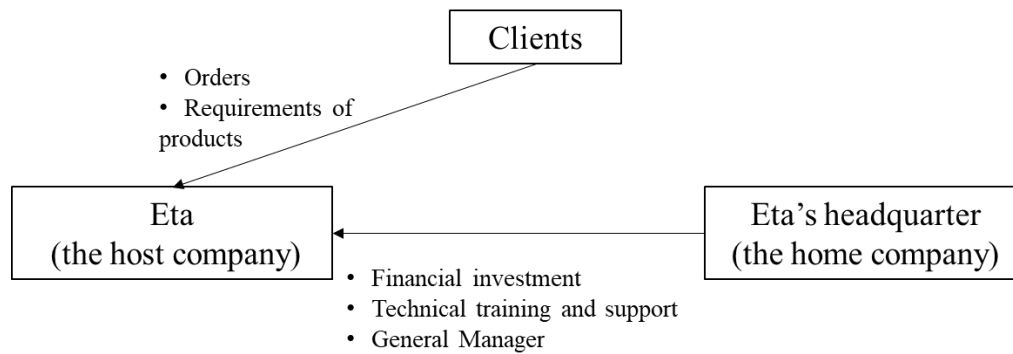 Clients
• Orders
• Requirements of
products
Eta
(the host company)
Eta’s headquarter
(the home company)
• Financial investment
• Technical training and support
• General Manager